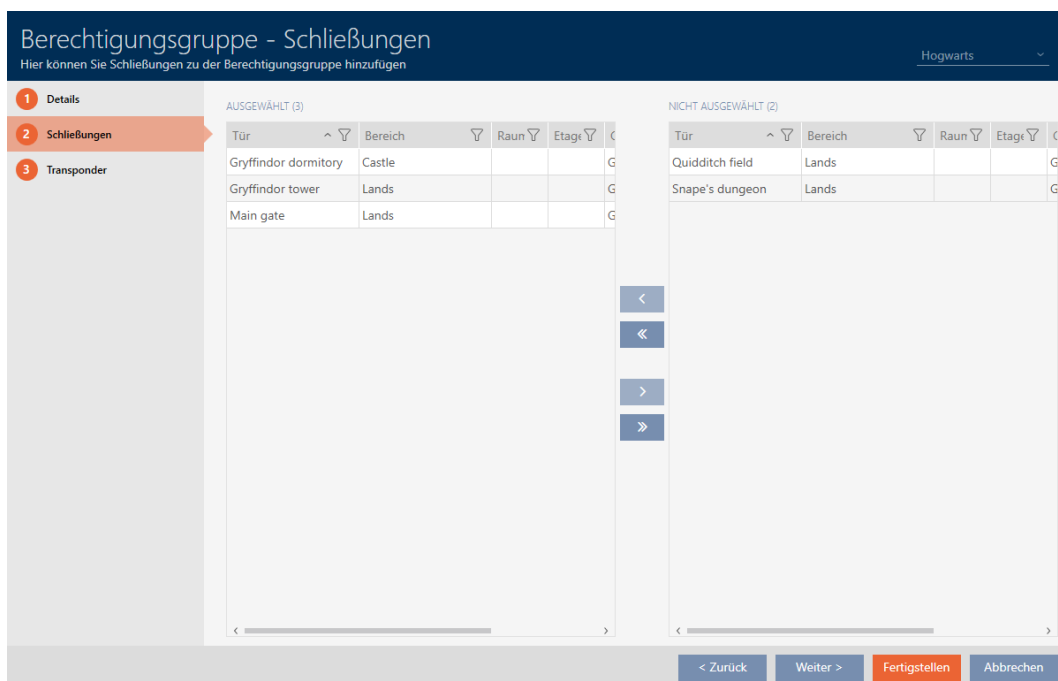 Berechtigungsgruppe - Schließungen
Hier können Sie Schließungen zu der Berechtigungsgruppe hinzufügen
Hogwarts
1 Details
2 Schließungen
3 Transponder
AUSGEWÄHLT (3)
Tür Bereich Raum Etage
Gryffindor dormitory Castle G
Gryffindor tower Lands G
Main gate Lands G
NICHT AUSGEWÄHLT (2)
Tür Bereich Raum Etage
Quidditch field Lands G
Snape's dungeon Lands G
< Zurück Weiter > Fertigstellen Abbrechen